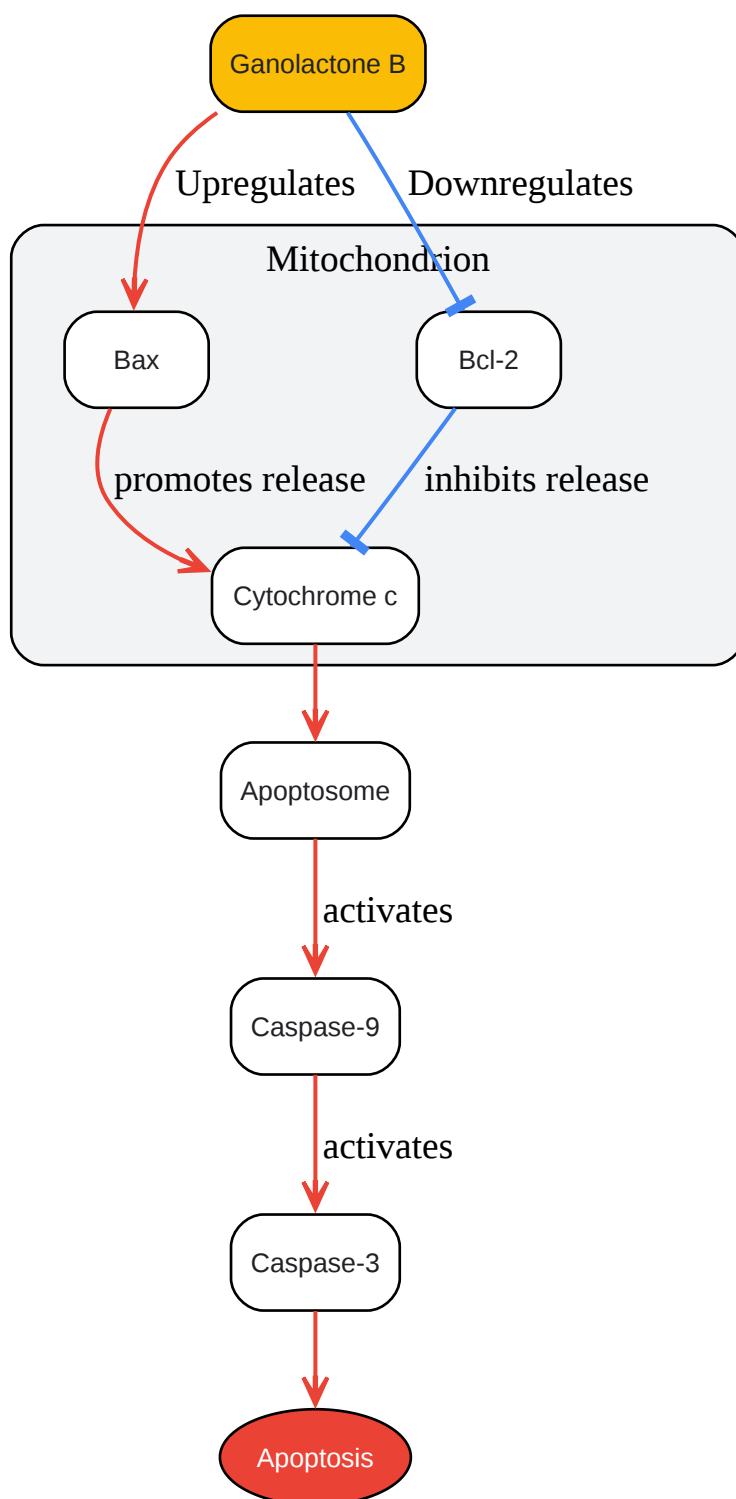 Ganolactone B
Upregulates
Downregulates
Mitochondrion
Bax
Bcl-2
promotes release
inhibits release
Cytochrome c
Apoptosome
activates
Caspase-9
activates
Caspase-3
Apoptosis